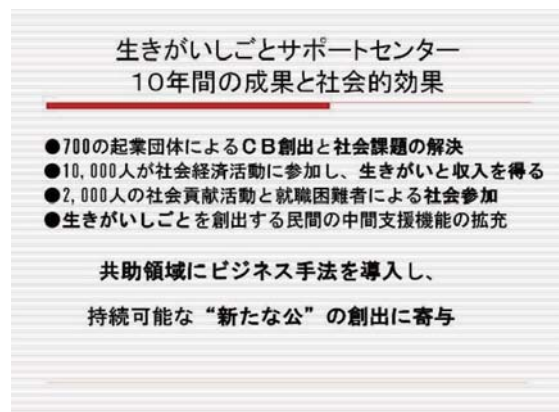 生きがいしごとサポートセンター
10年間の成果と社会的効果
●700の起業団体によるCB創出と社会課題の解決
●10,000人が社会経済活動に参加し、生きがいと収入を得る
●2,000人の社会貢献活動と就職困難者による社会参加
●生きがいしごとを創出する民間の中間支援機能の拡充
共助領域にビジネス手法を導入し、
持続可能な“新たな公”の創出に寄与